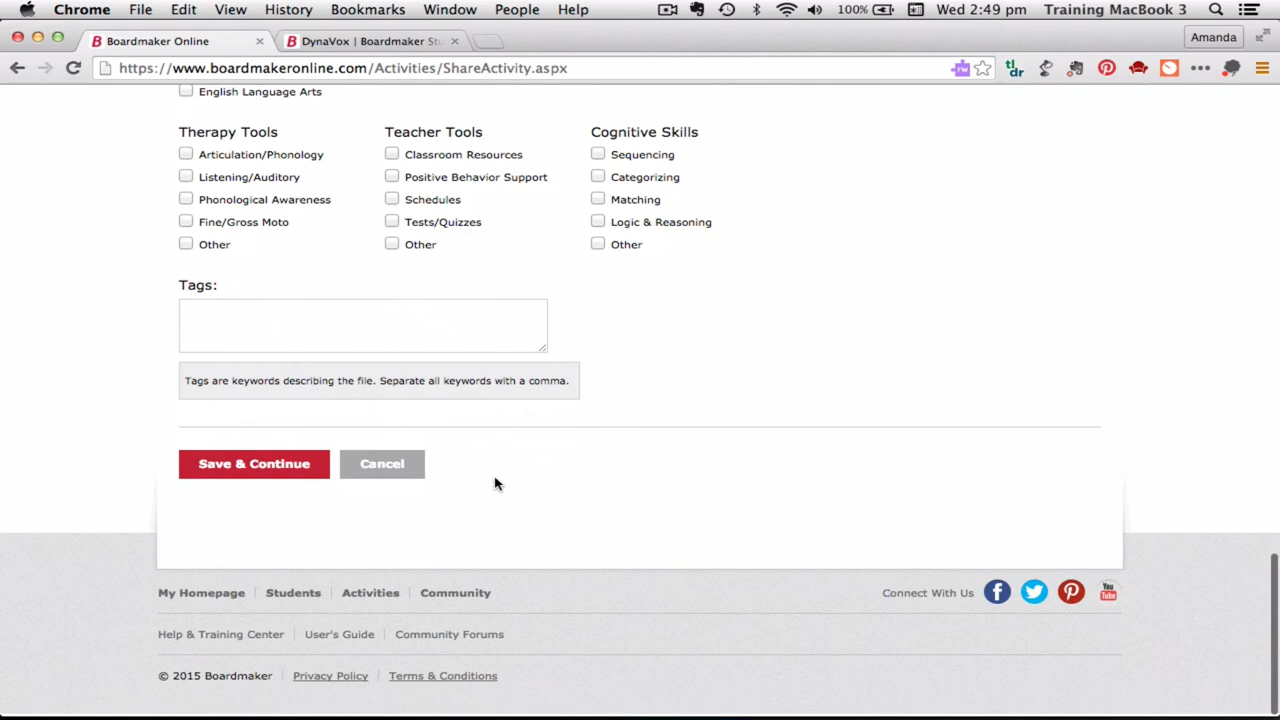 Chrome File Edit View History Bookmarks Window People Help 100% Wed 2:49 pm Training MacBook 3
Boardmaker Online DynaVox | Boardmaker Stu Amanda
https://www.boardmakeronline.com/Activities/ShareActivity.aspx
English Language Arts
Therapy Tools Teacher Tools Cognitive Skills
Articulation/Phonology Classroom Resources Sequencing
Listening/Auditory Positive Behavior Support Categorizing
Phonological Awareness Schedules Matching
Fine/Gross Moto Tests/Quizzes Logic & Reasoning
Other Other Other
Tags:
Tags are keywords describing the file. Separate all keywords with a comma.
Save & Continue Cancel
My Homepage Students Activities Community Connect With Us
Help & Training Center User's Guide Community Forums
© 2015 Boardmaker Privacy Policy Terms & Conditions